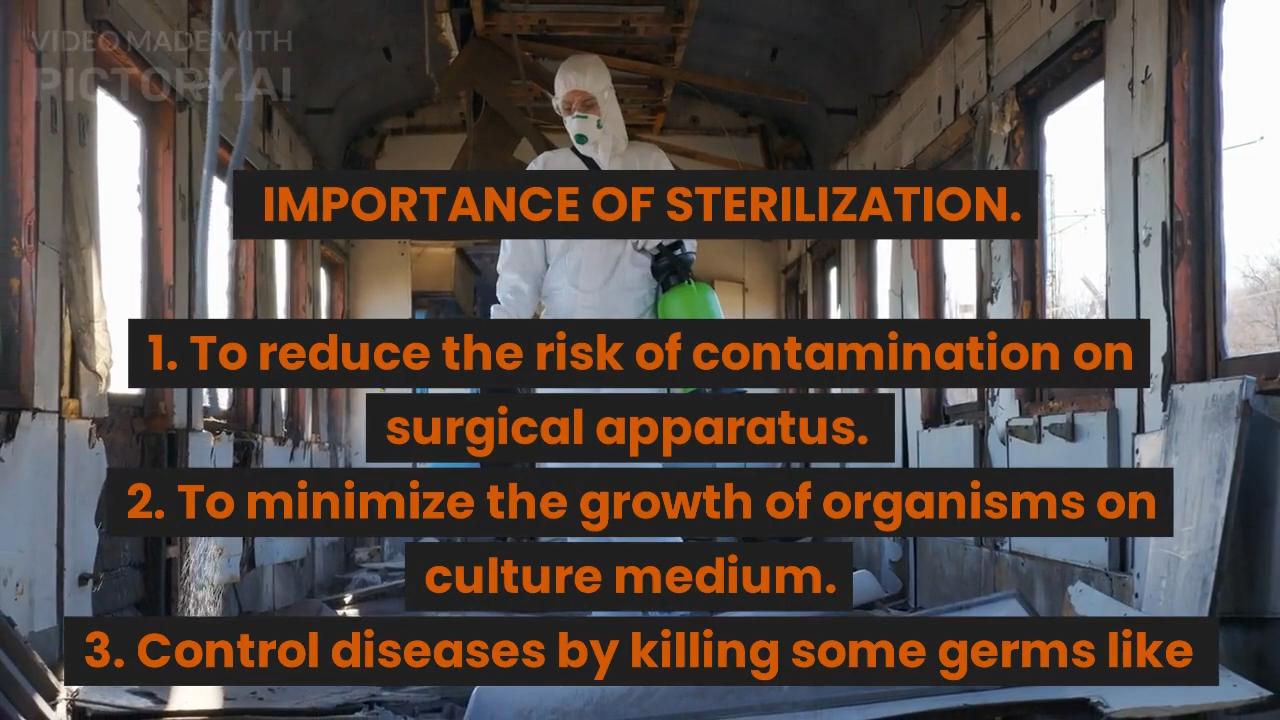 VIDEO MADE WITH
PICTORY.AI
IMPORTANCE OF STERILIZATION.
1. To reduce the risk of contamination on
surgical apparatus.
2. To minimize the growth of organisms on
culture medium.
3. Control diseases by killing some germs like